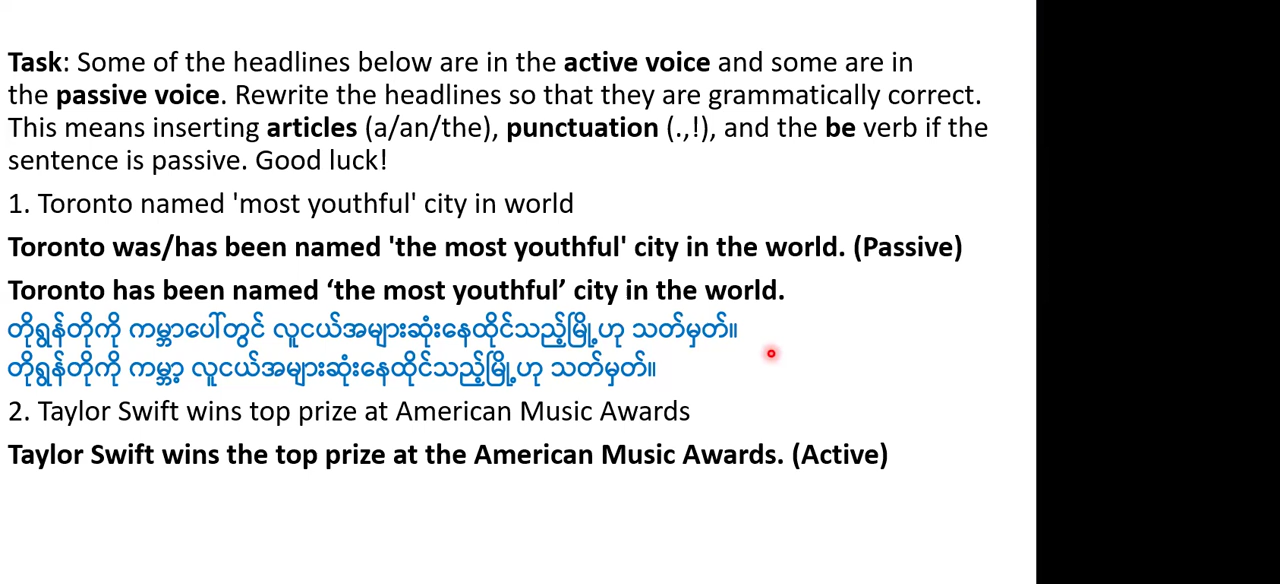 Task: Some of the headlines below are in the active voice and some are in
the passive voice. Rewrite the headlines so that they are grammatically correct.
This means inserting articles (a/an/the), punctuation (.,!), and the be verb if the
sentence is passive. Good luck!
1. Toronto named 'most youthful' city in world
Toronto was/has been named 'the most youthful' city in the world. (Passive)
Toronto has been named ‘the most youthful’ city in the world.
တိုရွန်တိုကို ကမ္ဘာပေါ်တွင် လူငယ်အများဆုံးနေထိုင်သည့်မြို့ဟု သတ်မှတ်။
တိုရွန်တိုကို ကမ္ဘာ့ လူငယ်အများဆုံးနေထိုင်သည့်မြို့ဟု သတ်မှတ်။
2. Taylor Swift wins top prize at American Music Awards
Taylor Swift wins the top prize at the American Music Awards. (Active)